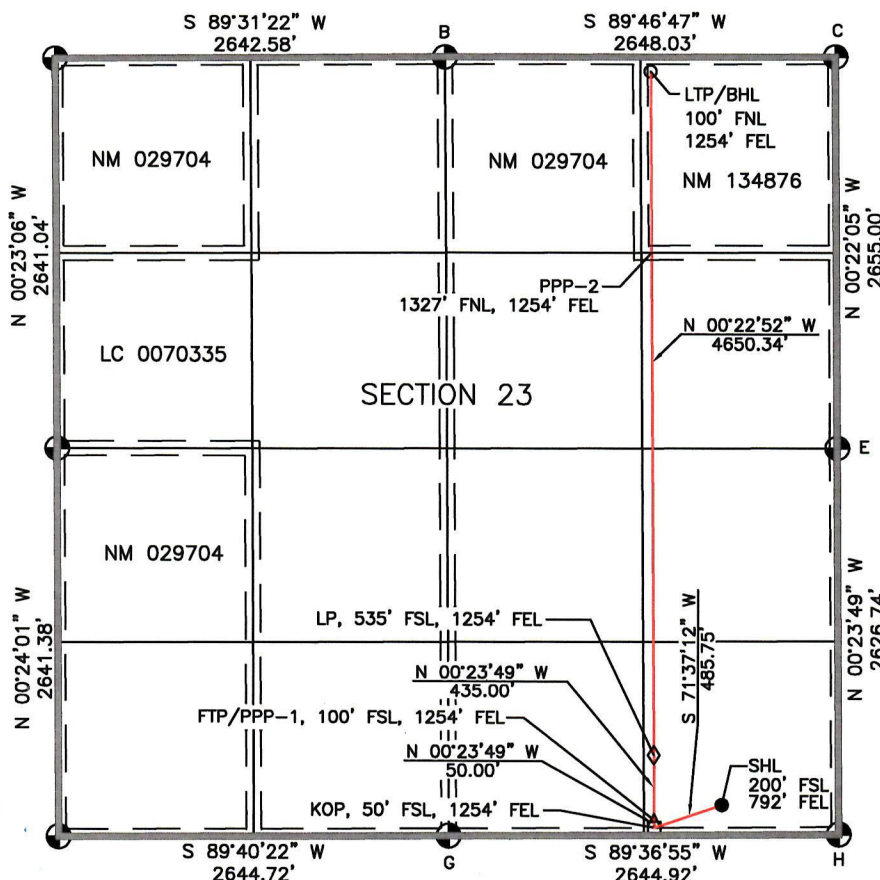 S 89°31'22" W
2642.58'
B
S 89°46'47" W
2648.03'
C
LTP/BHL
100' FNL
1254' FEL
NM 029704
NM 029704
NM 134876
N 00°23'06" W
2641.04'
N 00°22'05" W
2655.00'
PPP-2
1327' FNL, 1254' FEL
N 00°22'52" W
4650.34'
LC 0070335
SECTION 23
E
NM 029704
N 00°24'01" W
2641.38'
LP, 535' FSL, 1254' FEL
N 00°23'49" W
435.00'
S 71°37'12" W
485.75'
N 00°23'49" W
2626.74'
FTP/PPP-1, 100' FSL, 1254' FEL
N 00°23'49" W
50.00'
SHL
200' FSL
792' FEL
KOP, 50' FSL, 1254' FEL
S 89°40'22" W
2644.72'
G
S 89°36'55" W
2644.92'
H